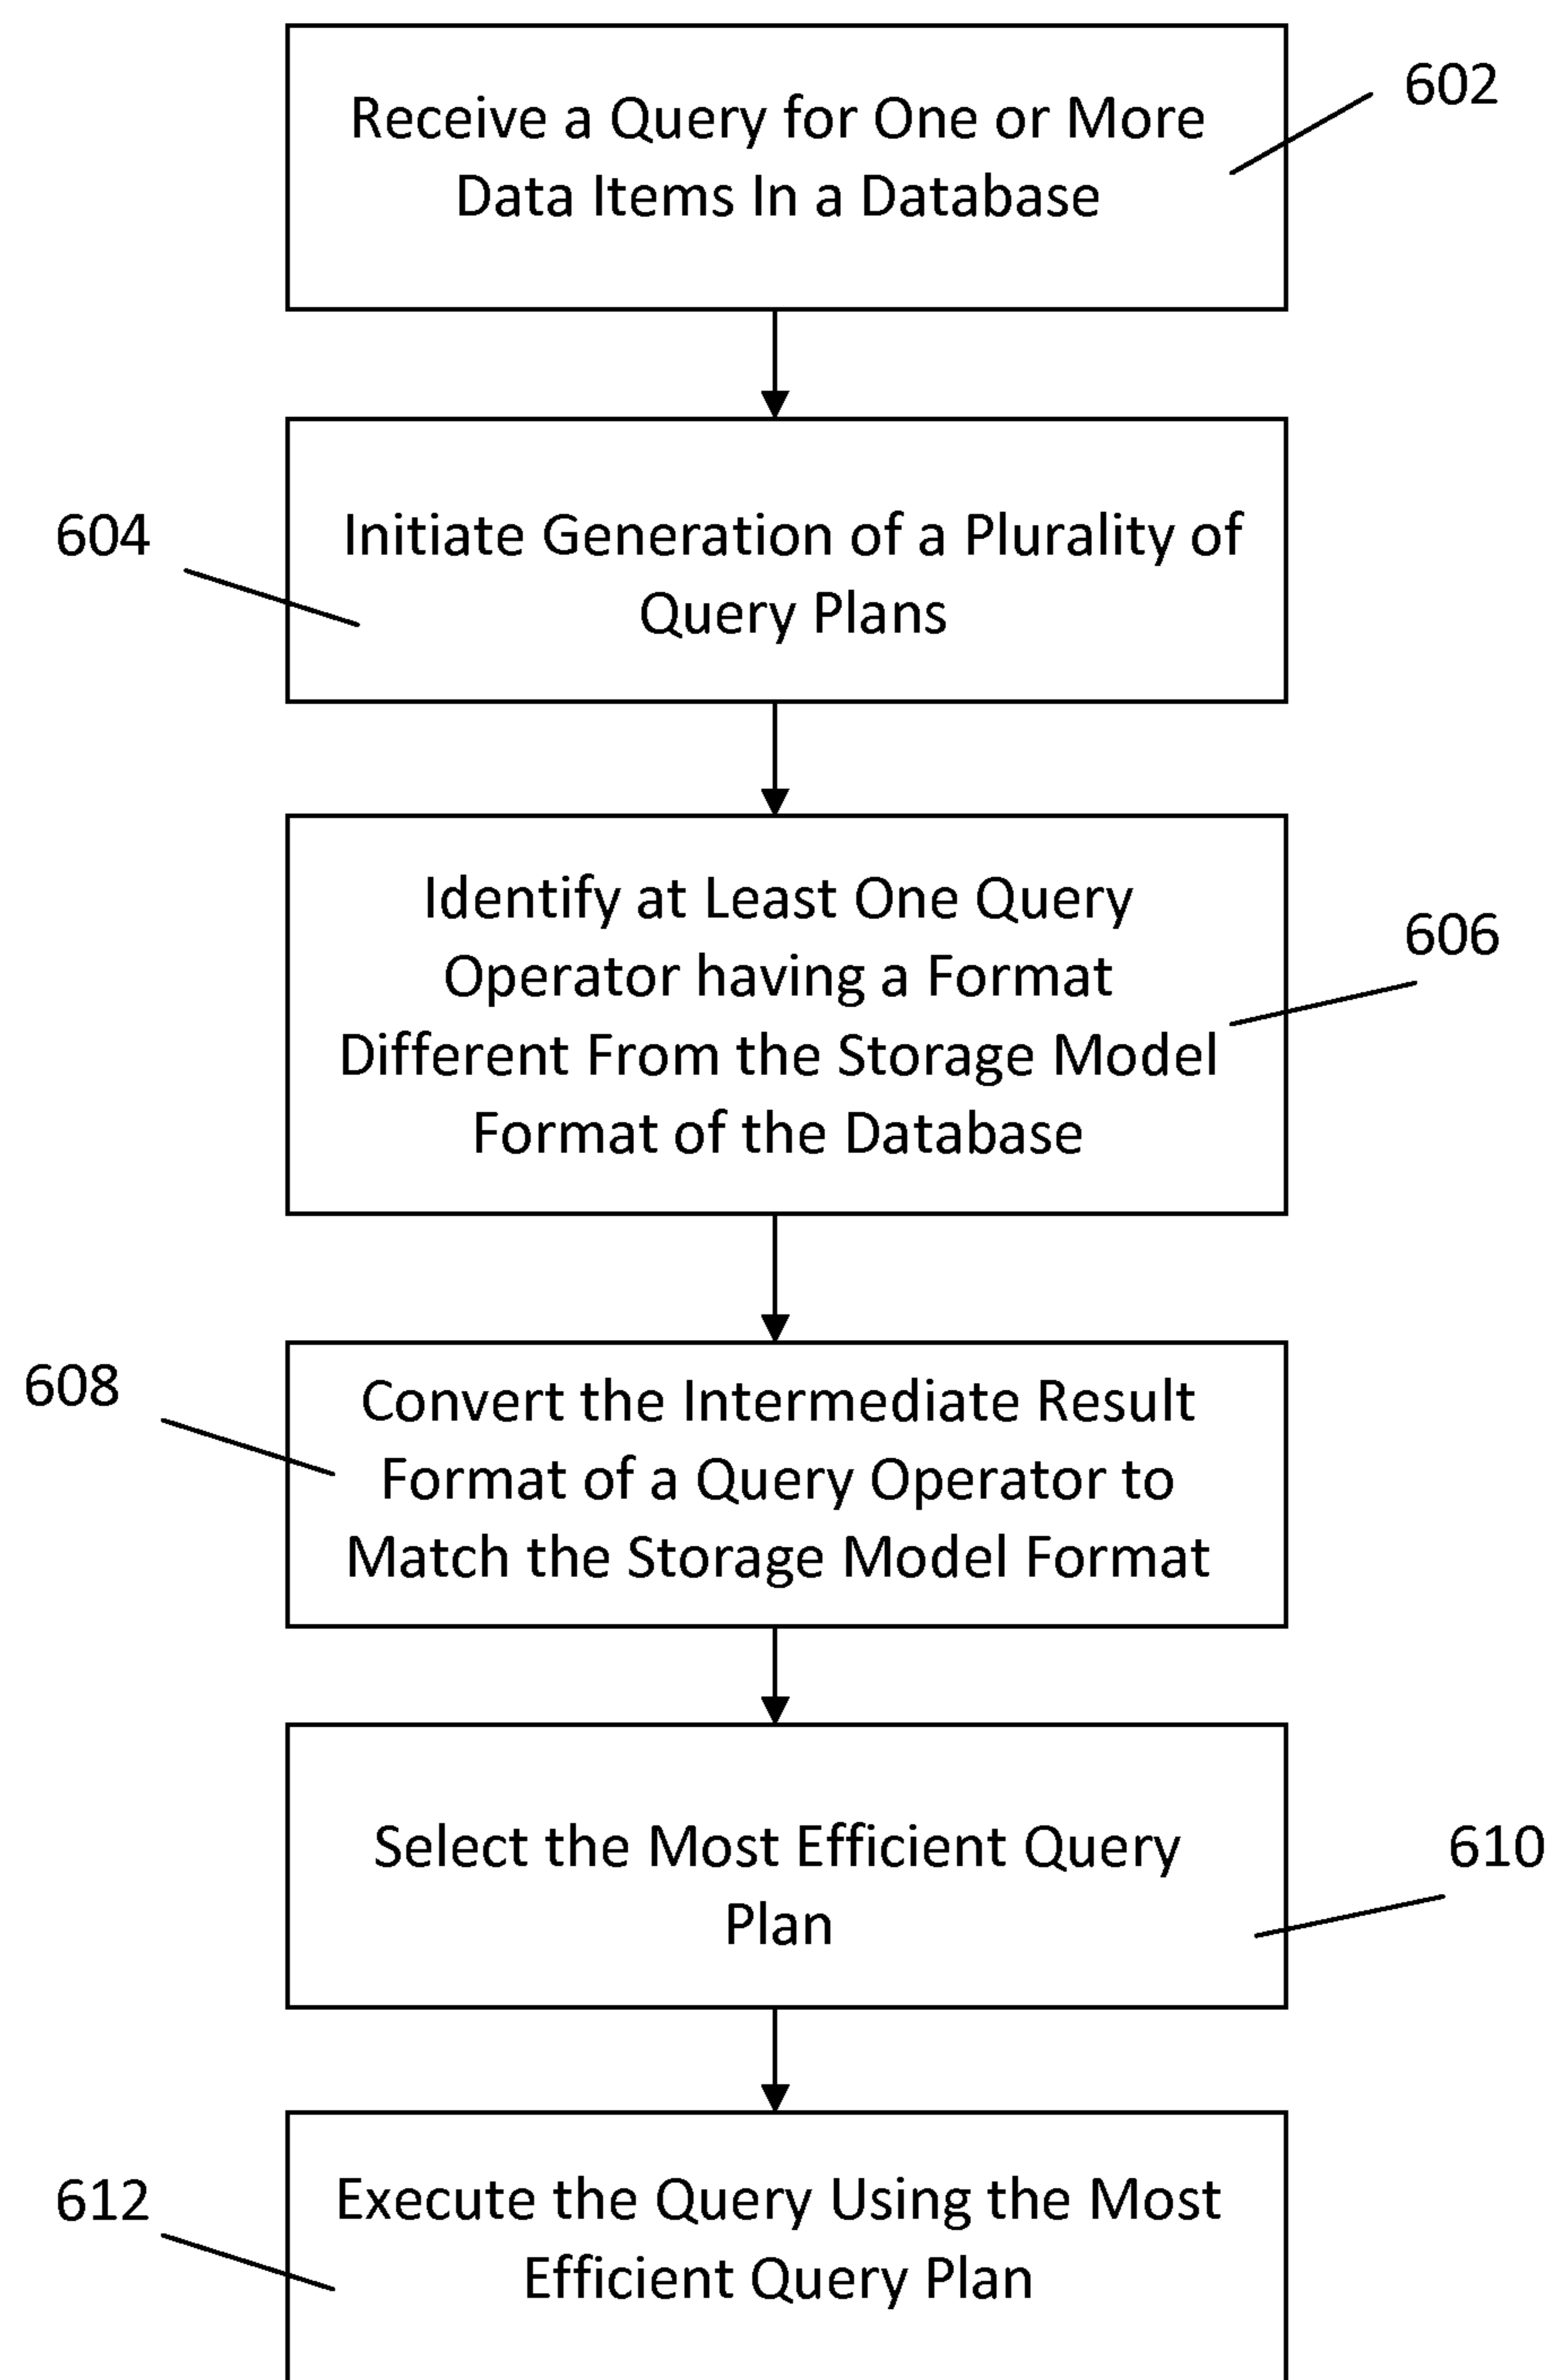 Receive a Query for One or More
Data Items In a Database
602
604
Initiate Generation of a Plurality of
Query Plans
Identify at Least One Query
Operator having a Format
Different From the Storage Model
Format of the Database
606
608
Convert the Intermediate Result
Format of a Query Operator to
Match the Storage Model Format
Select the Most Efficient Query
Plan
610
612
Execute the Query Using the Most
Efficient Query Plan